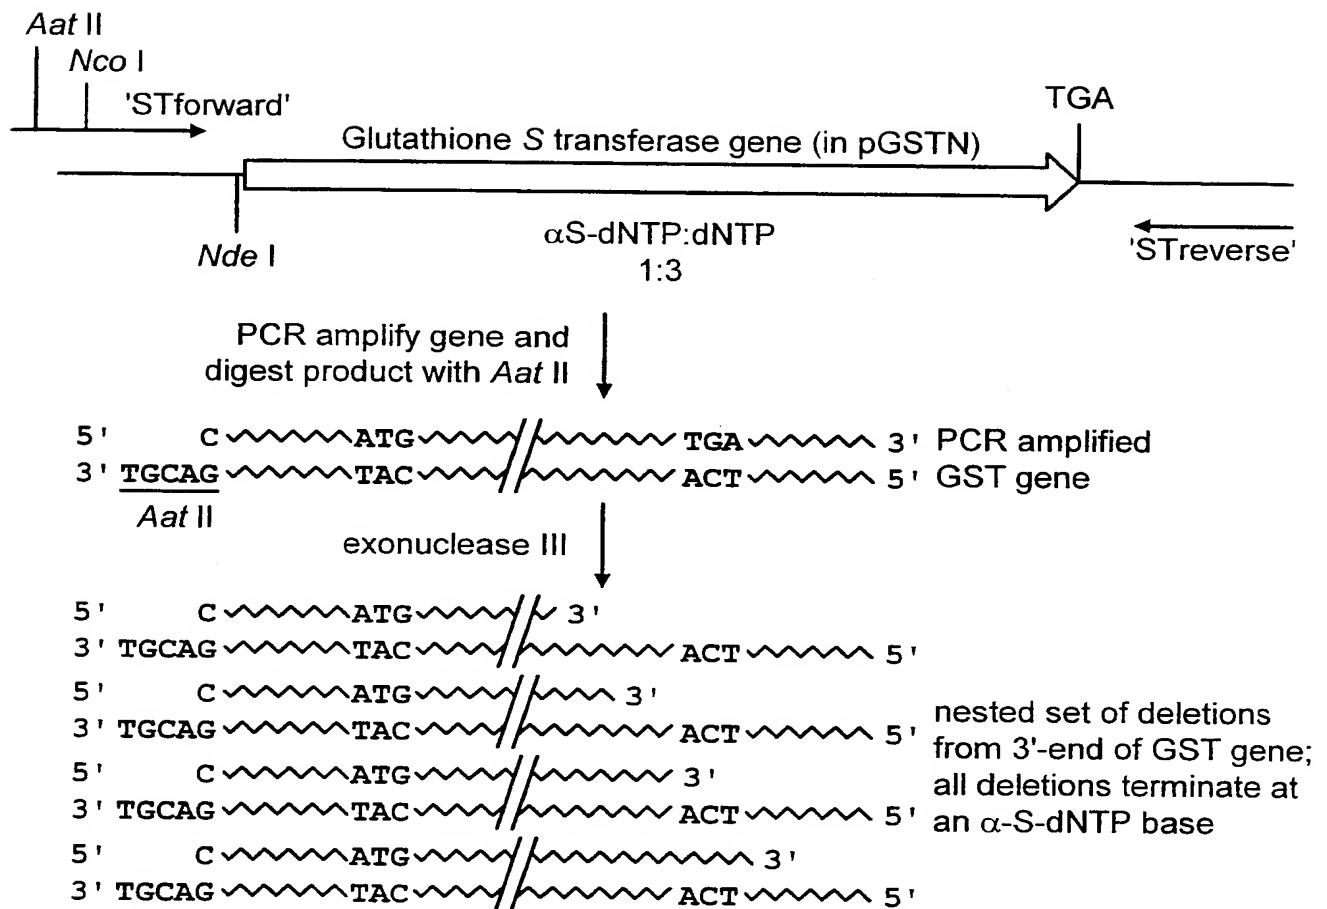 Aat II
Nco I
'STforward'
TGA
Glutathione S transferase gene (in pGSTN)
Nde I
αS-dNTP:dNTP
1:3
'STreverse'
PCR amplify gene and
digest product with Aat II
5' C ATG TGA 3' PCR amplified
3' TGCAG TAC ACT 5' GST gene
Aat II
exonuclease III
5' C ATG 3'
3' TGCAG TAC ACT 5'
5' C ATG 3'
3' TGCAG TAC ACT 5'
nested set of deletions
from 3'-end of GST gene;
all deletions terminate at
an α-S-dNTP base
5' C ATG 3'
3' TGCAG TAC ACT 5'
5' C ATG 3'
3' TGCAG TAC ACT 5'